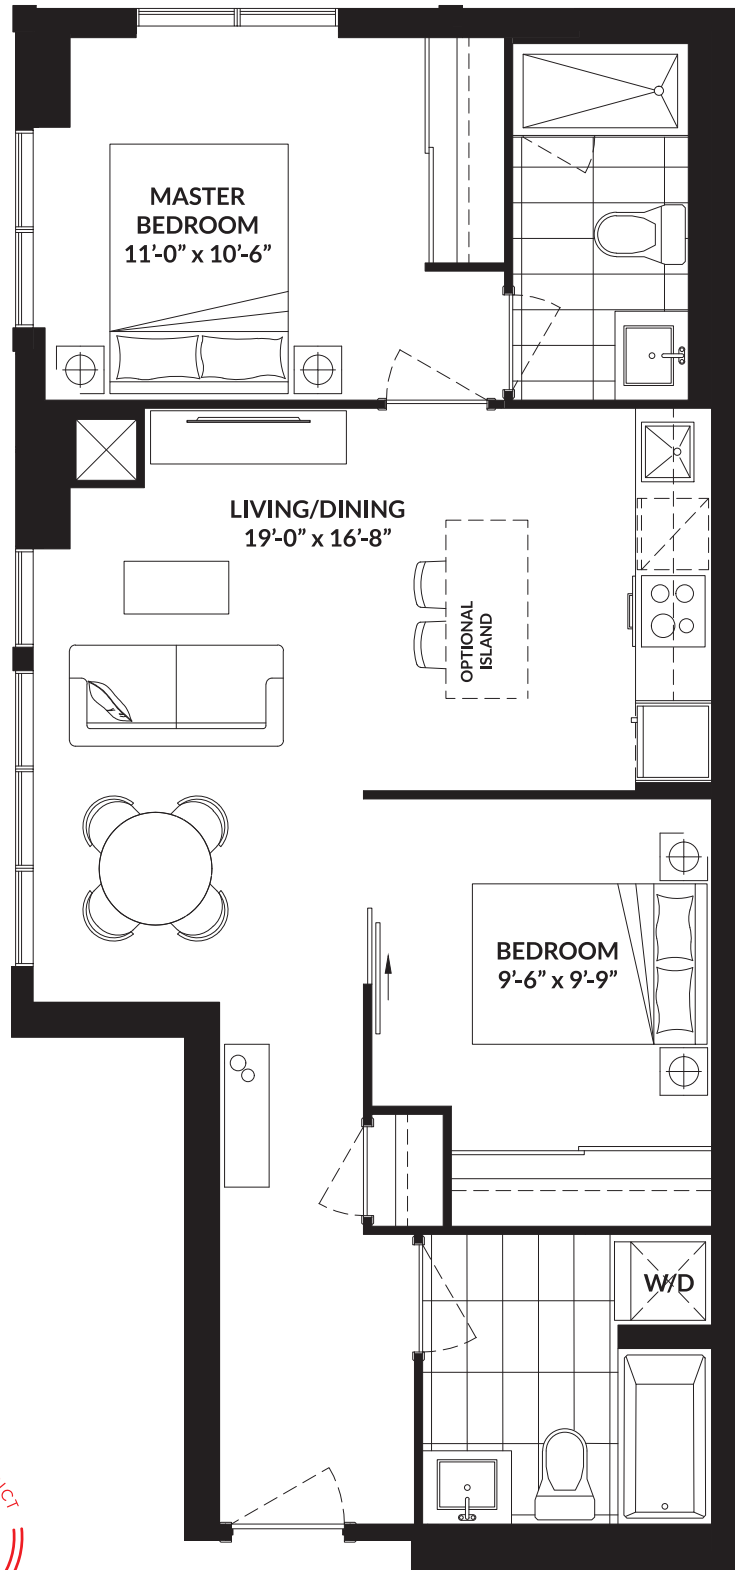 MASTER
BEDROOM
11'-0” x 10'-6”
LIVING/DINING
19'-0” x 16'-8”
OPTIONAL
ISLAND
BEDROOM
9'-6” x 9'-9”
W/D